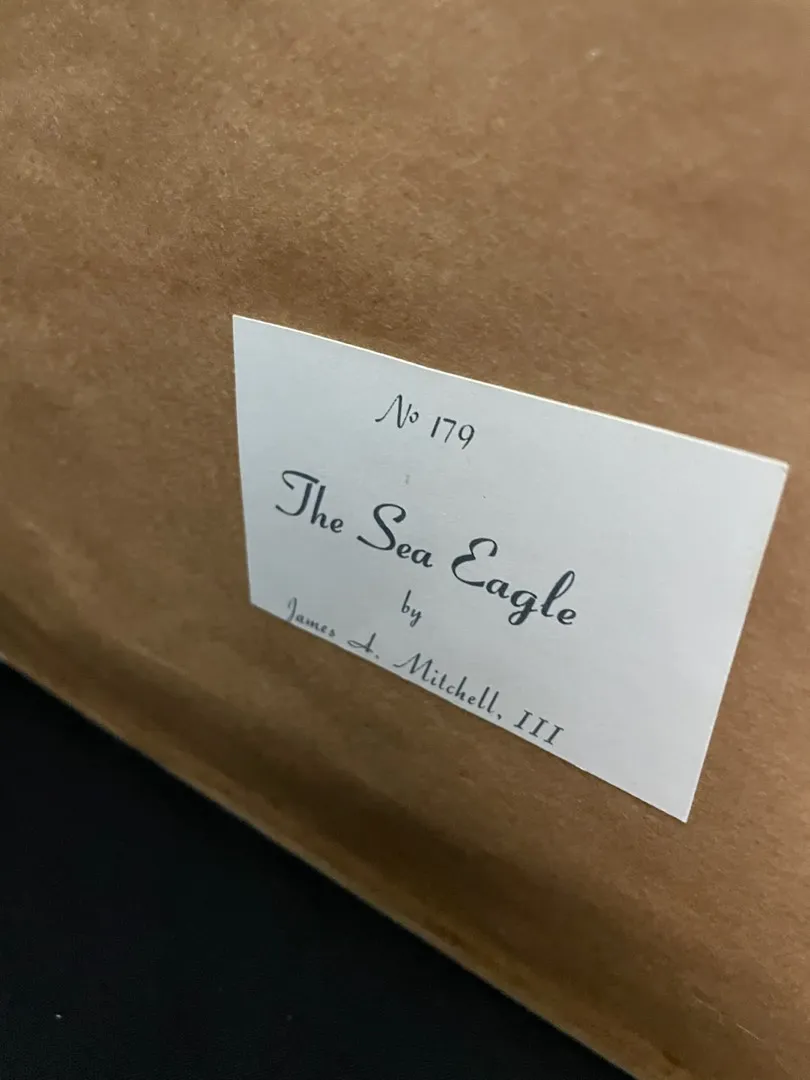 No 179
The Sea Eagle
by
James A. Mitchell, III